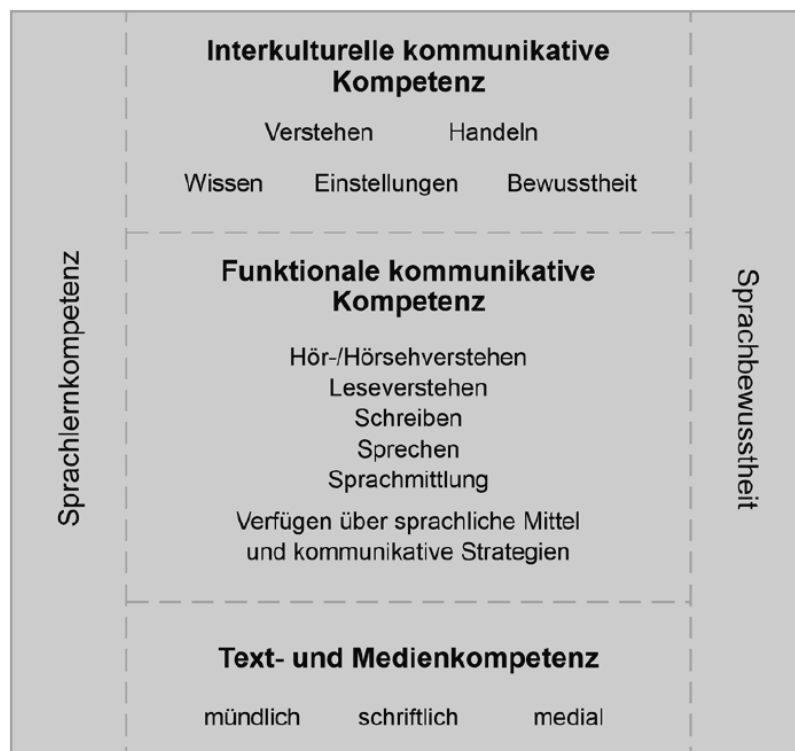 Interkulturelle kommunikative
Kompetenz
Verstehen Handeln
Wissen Einstellungen Bewusstheit
Sprachlernkompetenz
Funktionale kommunikative
Kompetenz
Hör-/Hörsehverstehen
Leseverstehen
Schreiben
Sprechen
Sprachmittlung
Verfügen über sprachliche Mittel
und kommunikative Strategien
Sprachbewusstheit
Text- und Medienkompetenz
mündlich schriftlich medial